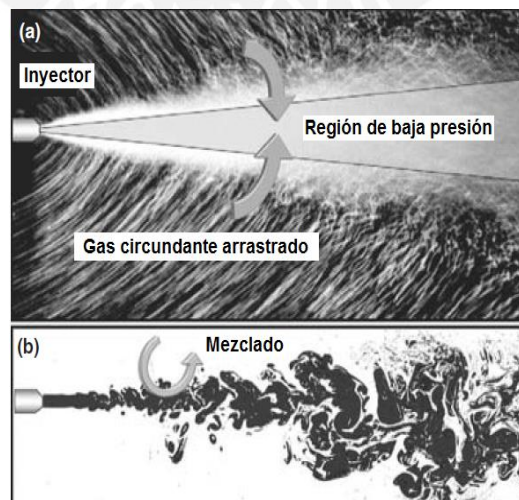 (a)
Inyector
Región de baja presión
Gas circundante arrastrado
(b)
Mezclado